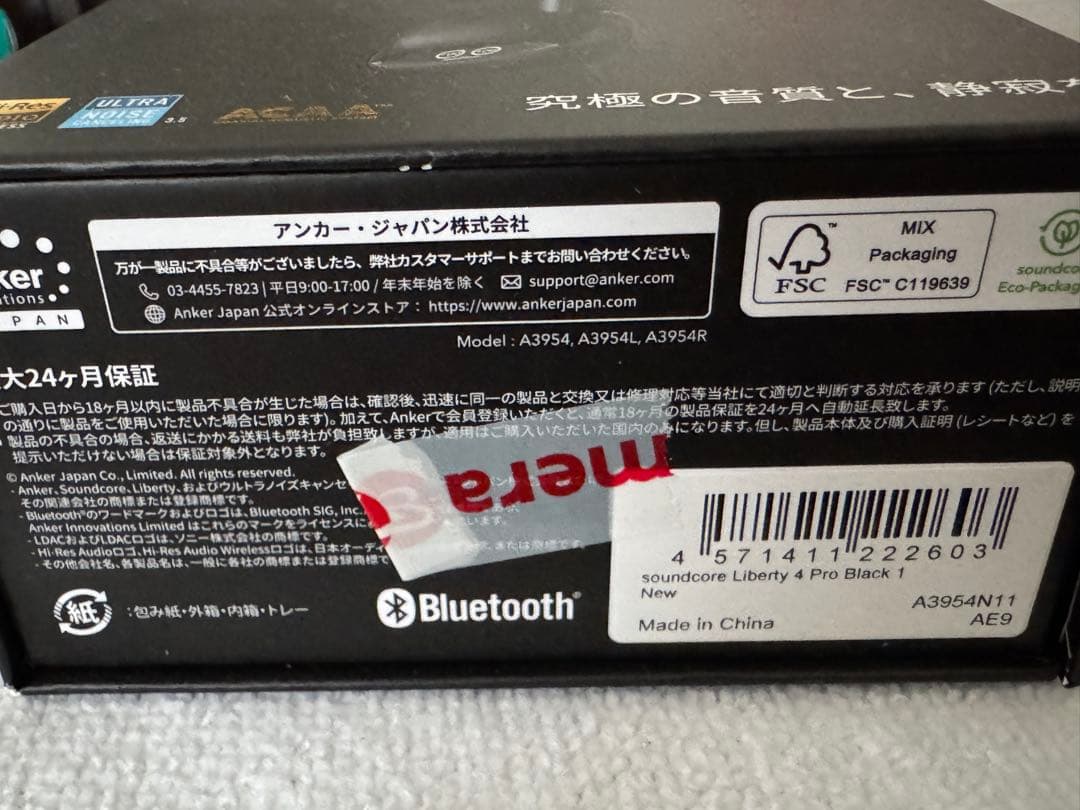 ULTRA
NOISE
CANCELING 3.5
ACAA
究極の音質と、静寂
アンカー・ジャパン株式会社
万が一製品に不具合等がございましたら、弊社カスタマーサポートまでお問い合わせください。
03-4455-7823 | 平日9:00-17:00 / 年末年始を除く support@anker.com
Anker Japan 公式オンラインストア： https://www.ankerjapan.com
MIX
Packaging
FSC™ C119639
FSC
Model : A3954, A3954L, A3954R
大24ヶ月保証
ご購入日から18ヶ月以内に製品不具合が生じた場合は、確認後、迅速に同一の製品と交換又は修理対応等当社にて適切と判断する対応を承ります (ただし、説明
の通りに製品をご使用いただいた場合に限ります)。加えて、Ankerで会員登録いただくと、通常18ヶ月の製品保証を24ヶ月へ自動延長致します。
製品の不具合の場合、返送にかかる送料も弊社が負担致しますが、適用はご購入いただいた国内のみになります。但し、製品本体及び購入証明 (レシートなど) を
提示いただけない場合は保証対象外となります。
© Anker Japan Co., Limited. All rights reserved.
・Anker、Soundcore、Liberty、およびウルトラノイズキャンセ
その関連会社の商標または登録商標です。
・Bluetooth®のワードマークおよびロゴは、Bluetooth SIG, Inc
Anker Innovations Limited はこれらのマークをライセンスに
・LDACおよびLDACロゴは、ソニー株式会社の商標または
・Hi-Res Audioロゴ、Hi-Res Audio Wirelessロゴは、日本オーディ
・その他会社名、各製品名は、一般に各社の商標または登録商標で
mera
紙 ：包み紙・外箱・内箱・トレー
Bluetooth®
4 571411 222603
soundcore Liberty 4 Pro Black 1
New
A3954N11
Made in China
AE9